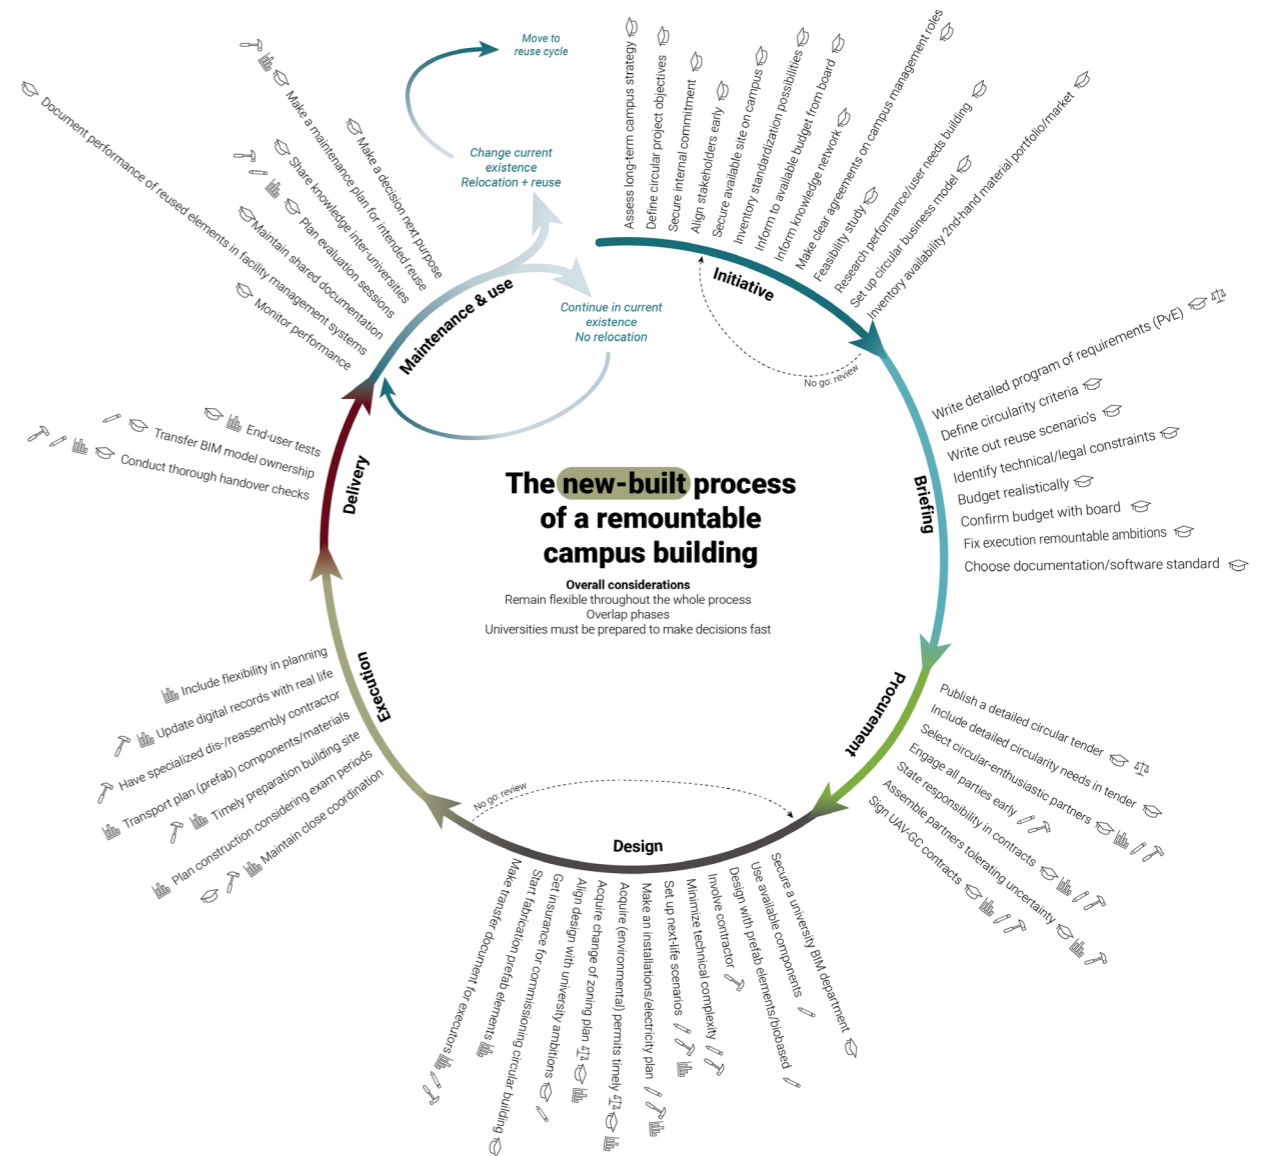 The new-built process
of a remountable
campus building
Overall considerations
Remain flexible throughout the whole process
Overlap phases
Universities must be prepared to make decisions fast
Initiative
Assess long-term campus strategy
Define circular project objectives
Secure internal commitment
Align stakeholders early
Secure available site on campus
Inventory standardization possibilities
Inform to available budget from board
Inform knowledge network
Make clear agreements on campus management roles
Feasibility study
Research performance/user needs building
Set up circular business model
Inventory availability 2nd-hand material portfolio/market
No go: review
Briefing
Write detailed program of requirements (PvE)
Define circularity criteria
Write out reuse scenario's
Identify technical/legal constraints
Budget realistically
Confirm budget with board
Fix execution remountable ambitions
Choose documentation/software standard
Procurement
Publish a detailed circular tender
Include detailed circularity needs in tender
Select circular-enthusiastic partners
Engage all parties early
State responsibility in contracts
Assemble partners tolerating uncertainty
Sign UAV-GC contracts
Design
Secure a university BIM department
Use available components
Design with prefab elements/biobased
Involve contractor
Minimize technical complexity
Set up next-life scenarios
Make an installations/electricity plan
Acquire (environmental) permits timely
Acquire change of zoning plan
Align design with university ambitions
Get insurance for commissioning circular building
Start fabrication prefab elements
Make transfer document for executors
No go: review
Execution
Maintain close coordination
Plan construction considering exam periods
Timely preparation building site
Transport plan (prefab) components/materials
Have specialized dis-/reassembly contractor
Update digital records with real life
Include flexibility in planning
Delivery
Conduct thorough handover checks
Transfer BIM model ownership
End-user tests
Maintenance & use
Monitor performance
Document performance of reused elements in facility management systems
Maintain shared documentation
Plan evaluation sessions
Share knowledge inter-universities
Make a maintenance plan for intended reuse
Make a decision next purpose
Change current
existence
Relocation + reuse
Move to
reuse cycle
Continue in current
existence
No relocation